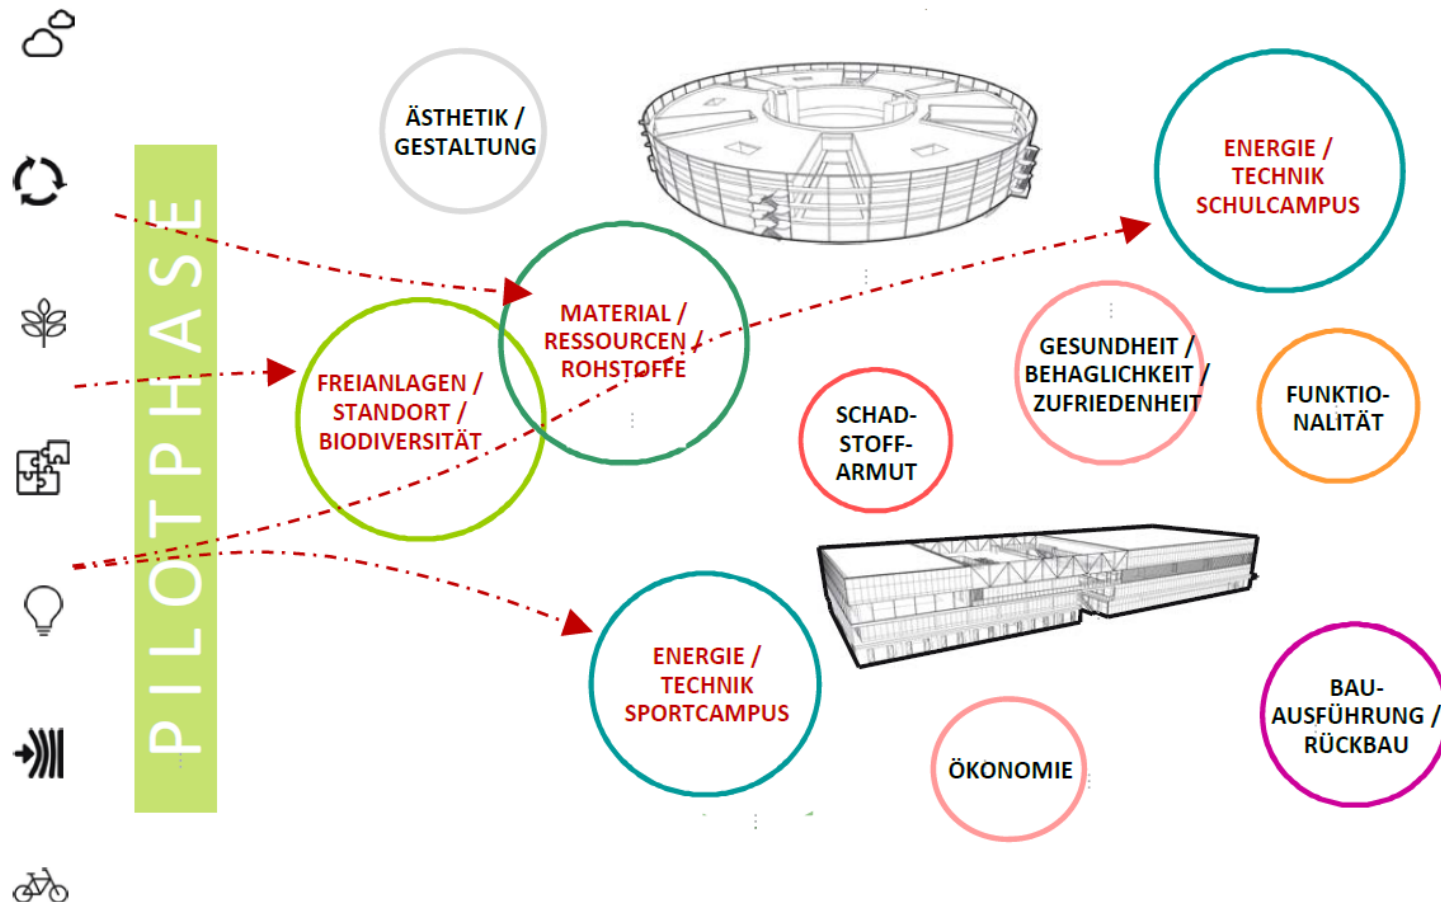 PILOTPHASE
ÄSTHETIK /
GESTALTUNG
ENERGIE /
TECHNIK
SCHULCAMPUS
MATERIAL /
RESSOURCEN /
ROHSTOFFE
FREIANLAGEN /
STANDORT /
BIODIVERSITÄT
GESUNDHEIT /
BEHAGLICHKEIT /
ZUFRIEDENHEIT
FUNKTIO-
NALITÄT
SCHAD-
STOFF-
ARMUT
ENERGIE /
TECHNIK
SPORTCAMPUS
BAU-
AUSFÜHRUNG /
RÜCKBAU
ÖKONOMIE